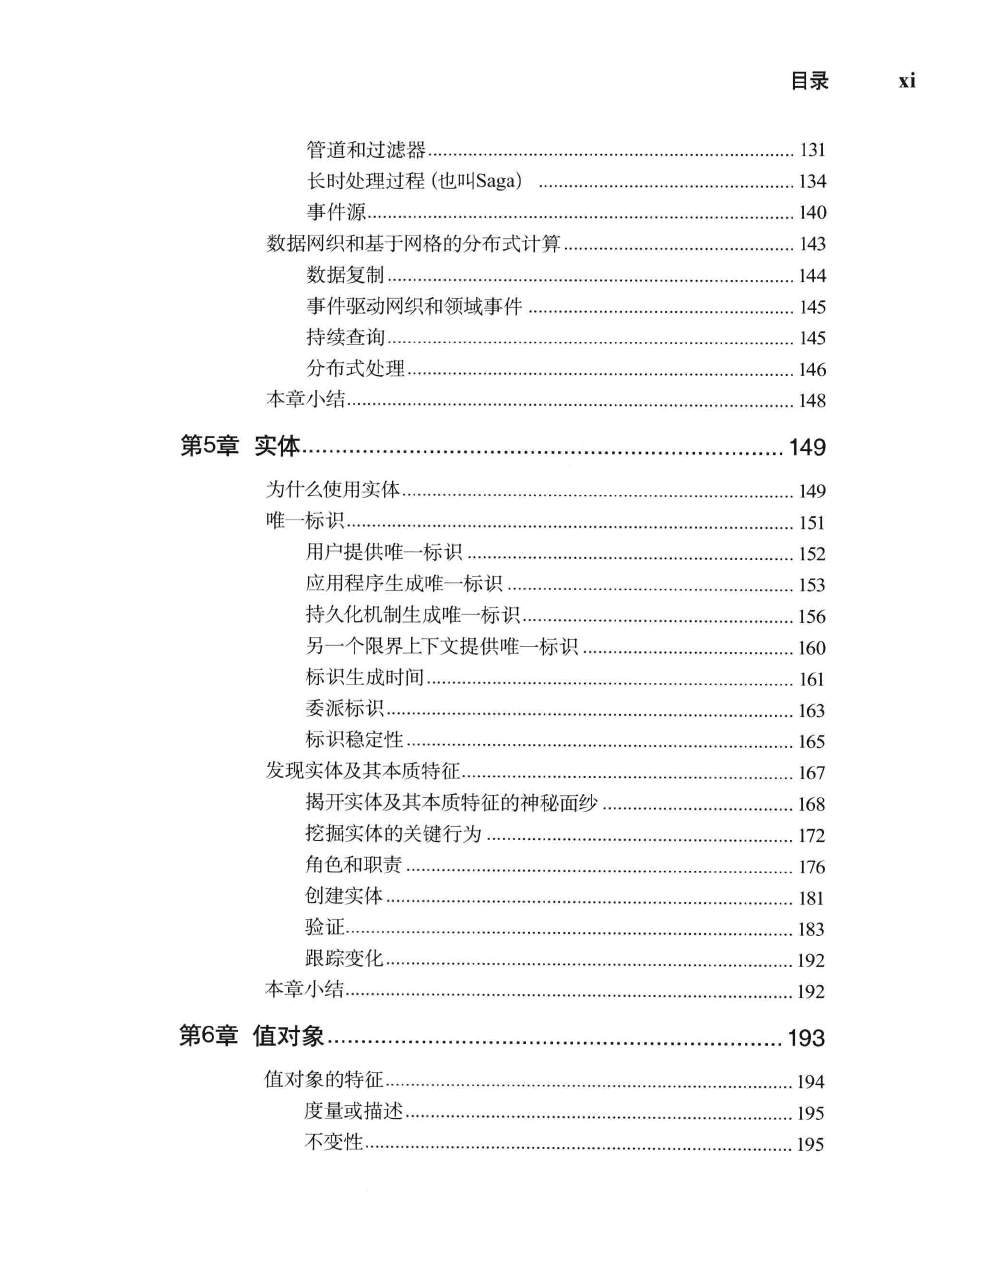 目录 xi
管道和过滤器 131
长时处理过程(也叫Saga) 134
事件源 140
数据网织和基于网格的分布式计算 143
数据复制 144
事件驱动网织和领域事件 145
持续查询 145
分布式处理 146
本章小结 148
第5章 实体 149
为什么使用实体 149
唯一标识 151
用户提供唯一标识 152
应用程序生成唯一标识 153
持久化机制生成唯一标识 156
另一个限界上下文提供唯一标识 160
标识生成时间 161
委派标识 163
标识稳定性 165
发现实体及其本质特征 167
揭开实体及其本质特征的神秘面纱 168
挖掘实体的关键行为 172
角色和职责 176
创建实体 181
验证 183
跟踪变化 192
本章小结 192
第6章 值对象 193
值对象的特征 194
度量或描述 195
不变性 195